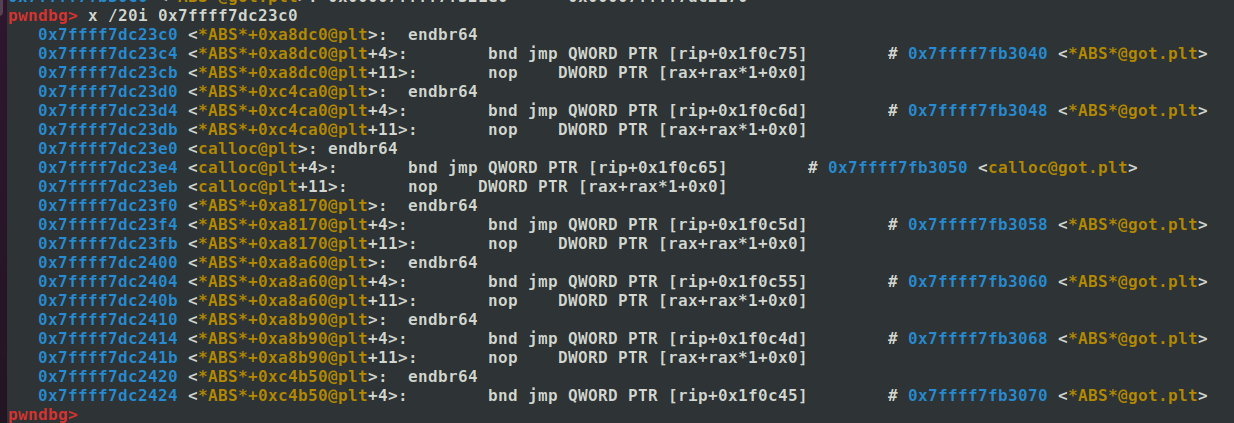 pwndbg> x /20i 0x7ffff7dc23c0
0x7ffff7dc23c0 <*ABS*+0xa8dc0@plt>: endbr64
0x7ffff7dc23c4 <*ABS*+0xa8dc0@plt+4>: bnd jmp QWORD PTR [rip+0x1f0c75] # 0x7ffff7fb3040 <*ABS*@got.plt>
0x7ffff7dc23cb <*ABS*+0xa8dc0@plt+11>: nop DWORD PTR [rax+rax*1+0x0]
0x7ffff7dc23d0 <*ABS*+0xc4ca0@plt>: endbr64
0x7ffff7dc23d4 <*ABS*+0xc4ca0@plt+4>: bnd jmp QWORD PTR [rip+0x1f0c6d] # 0x7ffff7fb3048 <*ABS*@got.plt>
0x7ffff7dc23db <*ABS*+0xc4ca0@plt+11>: nop DWORD PTR [rax+rax*1+0x0]
0x7ffff7dc23e0 <calloc@plt>: endbr64
0x7ffff7dc23e4 <calloc@plt+4>: bnd jmp QWORD PTR [rip+0x1f0c65] # 0x7ffff7fb3050 <calloc@got.plt>
0x7ffff7dc23eb <calloc@plt+11>: nop DWORD PTR [rax+rax*1+0x0]
0x7ffff7dc23f0 <*ABS*+0xa8170@plt>: endbr64
0x7ffff7dc23f4 <*ABS*+0xa8170@plt+4>: bnd jmp QWORD PTR [rip+0x1f0c5d] # 0x7ffff7fb3058 <*ABS*@got.plt>
0x7ffff7dc23fb <*ABS*+0xa8170@plt+11>: nop DWORD PTR [rax+rax*1+0x0]
0x7ffff7dc2400 <*ABS*+0xa8a60@plt>: endbr64
0x7ffff7dc2404 <*ABS*+0xa8a60@plt+4>: bnd jmp QWORD PTR [rip+0x1f0c55] # 0x7ffff7fb3060 <*ABS*@got.plt>
0x7ffff7dc240b <*ABS*+0xa8a60@plt+11>: nop DWORD PTR [rax+rax*1+0x0]
0x7ffff7dc2410 <*ABS*+0xa8b90@plt>: endbr64
0x7ffff7dc2414 <*ABS*+0xa8b90@plt+4>: bnd jmp QWORD PTR [rip+0x1f0c4d] # 0x7ffff7fb3068 <*ABS*@got.plt>
0x7ffff7dc241b <*ABS*+0xa8b90@plt+11>: nop DWORD PTR [rax+rax*1+0x0]
0x7ffff7dc2420 <*ABS*+0xc4b50@plt>: endbr64
0x7ffff7dc2424 <*ABS*+0xc4b50@plt+4>: bnd jmp QWORD PTR [rip+0x1f0c45] # 0x7ffff7fb3070 <*ABS*@got.plt>
pwndbg>